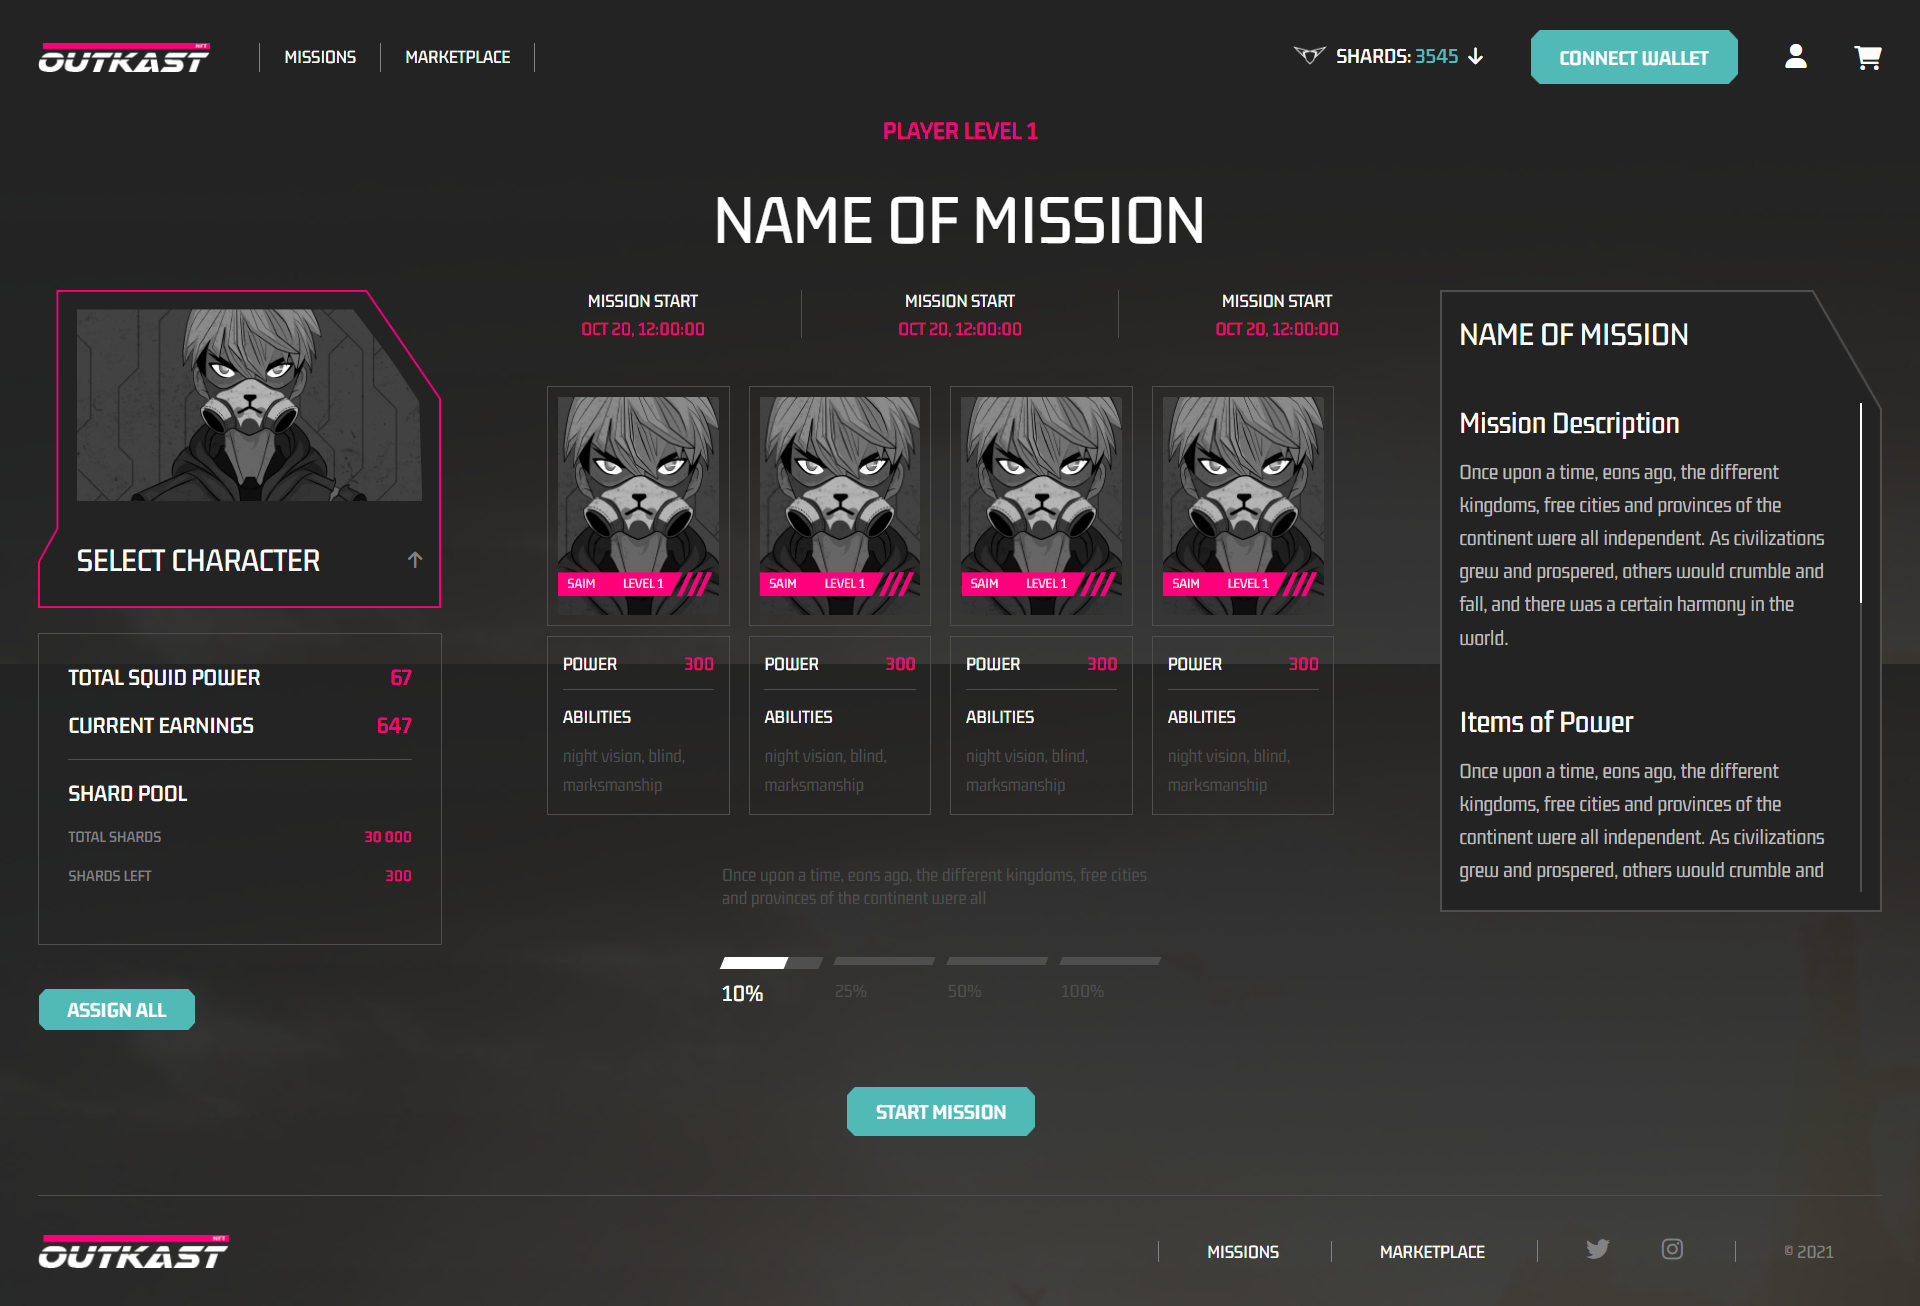 NFT
OUTKAST
MISSIONS
MARKETPLACE
SHARDS: 3545
CONNECT WALLET
PLAYER LEVEL 1
NAME OF MISSION
SELECT CHARACTER
TOTAL SQUID POWER 67
CURRENT EARNINGS 647
SHARD POOL
TOTAL SHARDS 30 000
SHARDS LEFT 300
ASSIGN ALL
MISSION START
OCT 20, 12:00:00
MISSION START
OCT 20, 12:00:00
MISSION START
OCT 20, 12:00:00
SAIM LEVEL 1
POWER 300
ABILITIES
night vision, blind,
marksmanship
SAIM LEVEL 1
POWER 300
ABILITIES
night vision, blind,
marksmanship
SAIM LEVEL 1
POWER 300
ABILITIES
night vision, blind,
marksmanship
SAIM LEVEL 1
POWER 300
ABILITIES
night vision, blind,
marksmanship
Once upon a time, eons ago, the different kingdoms, free cities
and provinces of the continent were all
10%
25%
50%
100%
START MISSION
NAME OF MISSION
Mission Description
Once upon a time, eons ago, the different
kingdoms, free cities and provinces of the
continent were all independent. As civilizations
grew and prospered, others would crumble and
fall, and there was a certain harmony in the
world.
Items of Power
Once upon a time, eons ago, the different
kingdoms, free cities and provinces of the
continent were all independent. As civilizations
grew and prospered, others would crumble and
NFT
OUTKAST
MISSIONS
MARKETPLACE
© 2021